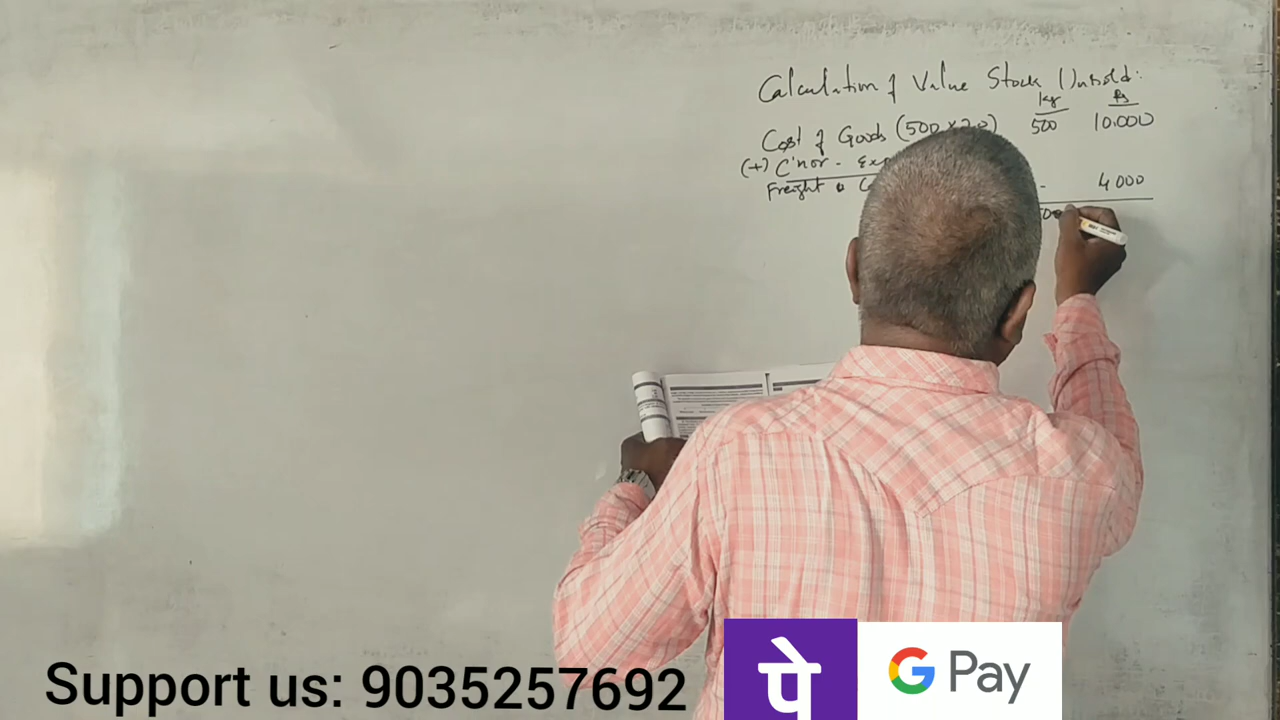 Calculation of Value Stock Unsold:
Kg Rs
Cost of Goods (500 × 20) 500 10,000
(+) C'nor - Exp
Freight - 4000
500
Support us: 9035257692
पे
G Pay